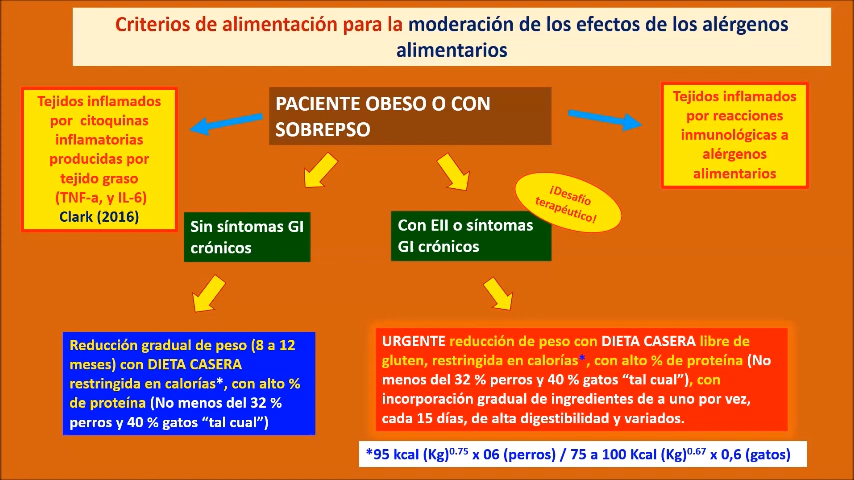 Criterios de alimentación para la moderación de los efectos de los alérgenos
alimentarios
Tejidos inflamados
por citoquinas
inflamatorias
producidas por
tejido graso
(TNF-a, y IL-6)
Clark (2016)
PACIENTE OBESO O CON
SOBREPSO
Tejidos inflamados
por reacciones
inmunológicas a
alérgenos
alimentarios
¡Desafío
terapéutico!
Sin síntomas GI
crónicos
Con EII o síntomas
GI crónicos
Reducción gradual de peso (8 a 12
meses) con DIETA CASERA
restringida en calorías*, con alto %
de proteína (No menos del 32 %
perros y 40 % gatos “tal cual”)
URGENTE reducción de peso con DIETA CASERA libre de
gluten, restringida en calorías*, con alto % de proteína (No
menos del 32 % perros y 40 % gatos “tal cual”), con
incorporación gradual de ingredientes de a uno por vez,
cada 15 días, de alta digestibilidad y variados.
*95 kcal (Kg)0.75 x 06 (perros) / 75 a 100 Kcal (Kg)0.67 x 0,6 (gatos)